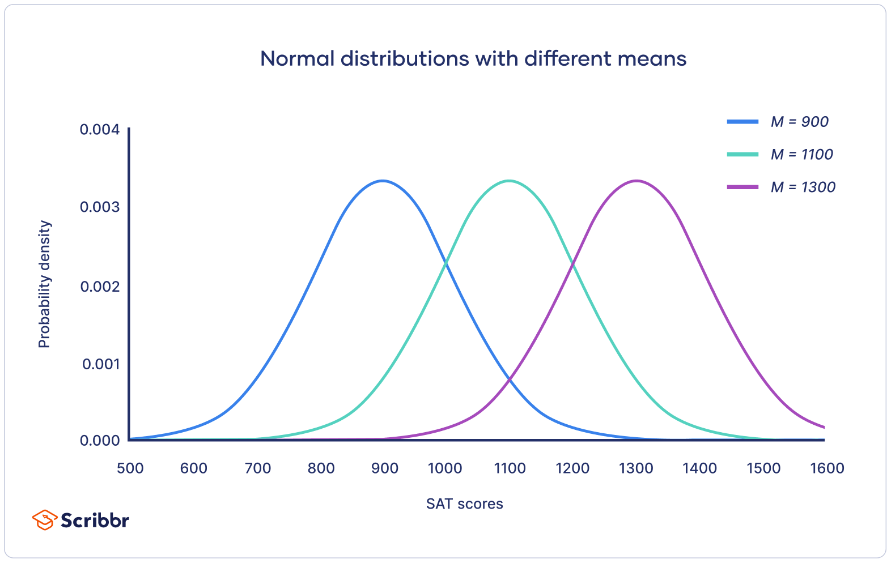 Normal distributions with different means
M = 900
M = 1100
M = 1300
Probability density
0.004
0.003
0.002
0.001
0.000
500 600 700 800 900 1000 1100 1200 1300 1400 1500 1600
SAT scores
Scribbr